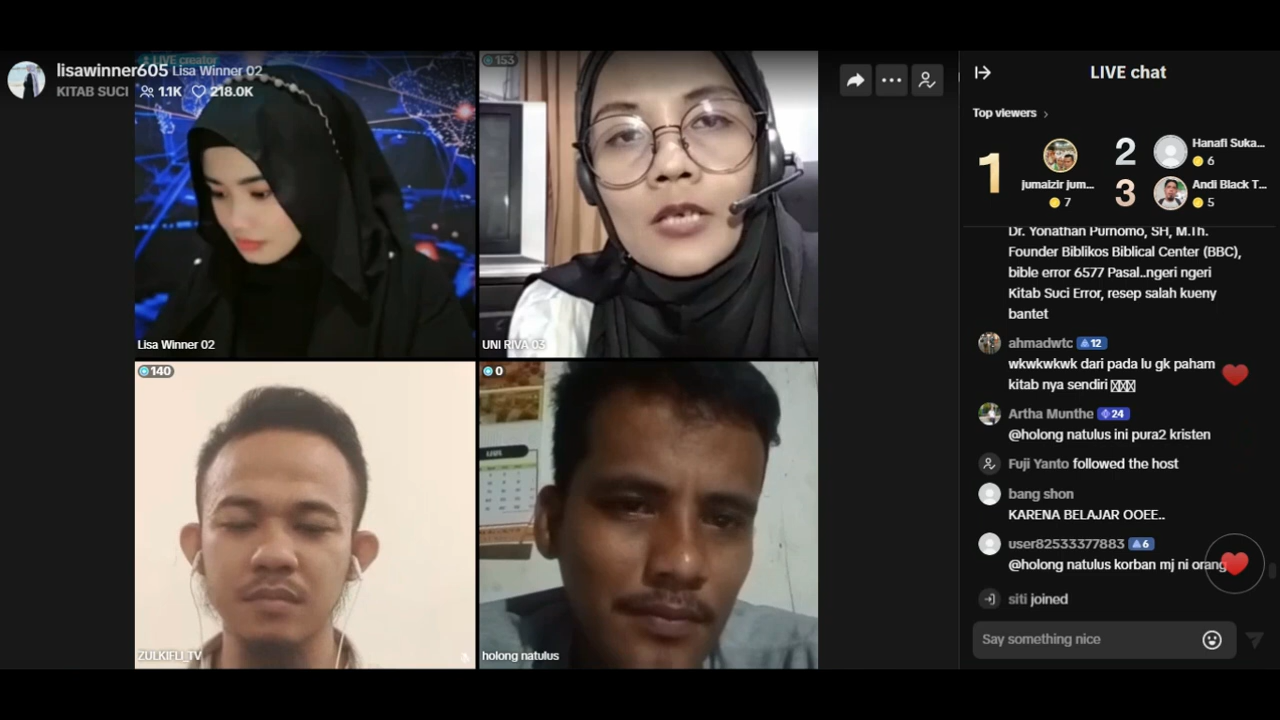 LIVE creator
lisawinner605 Lisa Winner 02
KITAB SUCI 1.1K 218.0K
153
Lisa Winner 02
UNI RIVA 03
140
0
LIVE
ZULKIFLI_TV
holong natulus
LIVE chat
Top viewers
1
jumaizir jum...
7
2
Hanafi Suka...
6
3
Andi Black T...
5
Dr. Yonathan Purnomo, SH, M.Th.
Founder Biblikos Biblical Center (BBC),
bible error 6577 Pasal..ngeri ngeri
Kitab Suci Error, resep salah kueny
bantet
ahmadwtc 12
wkwkwkwk dari pada lu gk paham
kitab nya sendiri
Artha Munthe 24
@holong natulus ini pura2 kristen
Fuji Yanto followed the host
bang shon
KARENA BELAJAR OOEE..
user82533377883 6
@holong natulus korban mj ni orang
siti joined
Say something nice